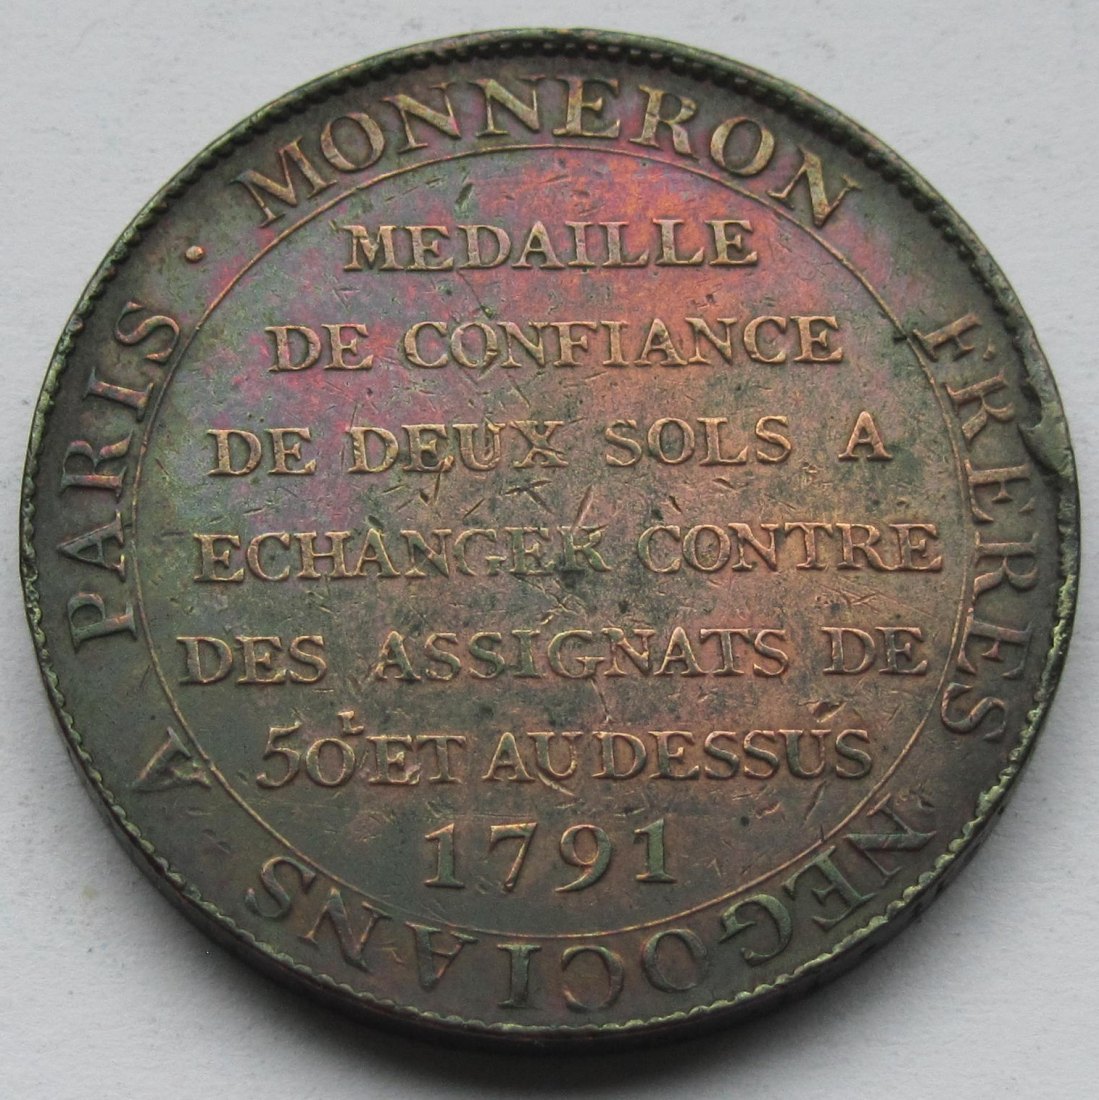 MONNERON FRERES NEGOCIANS A PARIS .
MEDAILLE
DE CONFIANCE
DE DEUX SOLS A
ECHANGER CONTRE
DES ASSIGNATS DE
50L ET AU DESSUS
1791